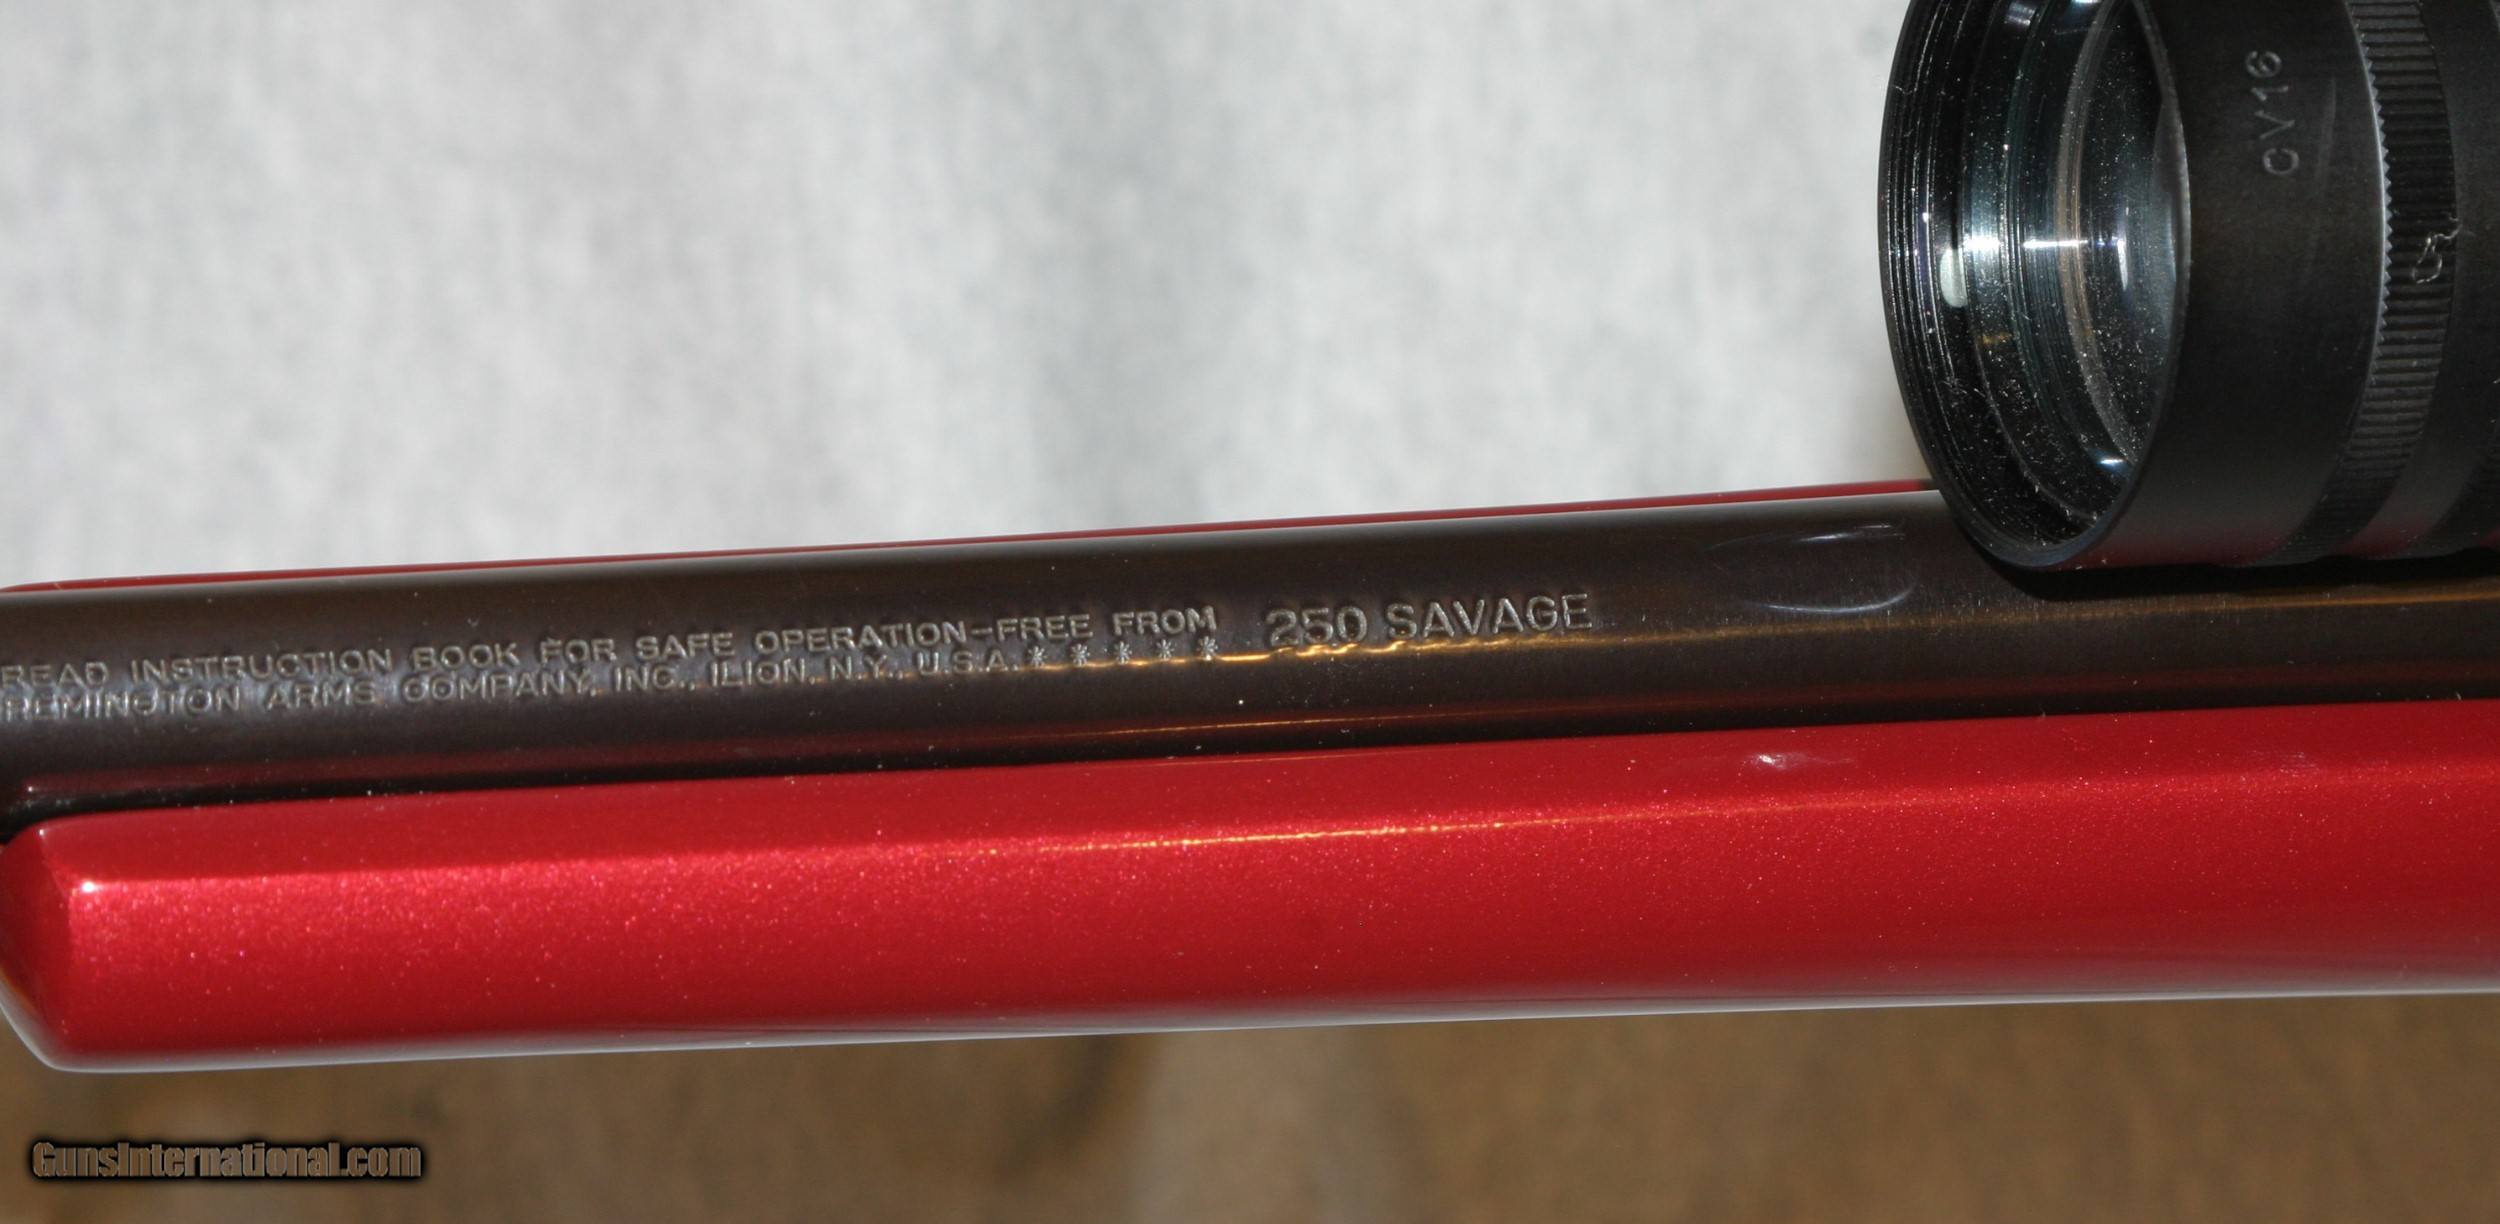 CV16
READ INSTRUCTION BOOK FOR SAFE OPERATION-FREE FROM
REMINGTON ARMS COMPANY, INC., ILION, N.Y., U.S.A. * * * * *
250 SAVAGE
GunsInternational.com